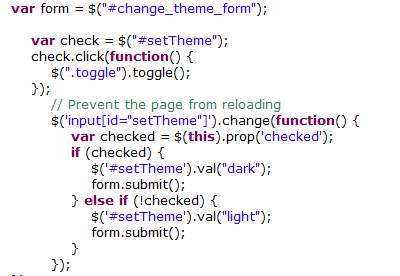 var form = $("#change_theme_form");
var check = $("#setTheme");
check.click(function() {
$(".toggle").toggle();
});
// Prevent the page from reloading
$('input[id="setTheme"]').change(function() {
var checked = $(this).prop('checked');
if (checked) {
$('#setTheme').val("dark");
form.submit();
} else if (!checked) {
$('#setTheme').val("light");
form.submit();
}
});